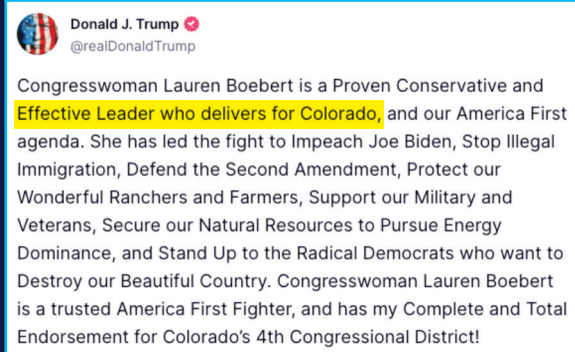 Donald J. Trump
@realDonaldTrump
Congresswoman Lauren Boebert is a Proven Conservative and
Effective Leader who delivers for Colorado, and our America First
agenda. She has led the fight to Impeach Joe Biden, Stop Illegal
Immigration, Defend the Second Amendment, Protect our
Wonderful Ranchers and Farmers, Support our Military and
Veterans, Secure our Natural Resources to Pursue Energy
Dominance, and Stand Up to the Radical Democrats who want to
Destroy our Beautiful Country. Congresswoman Lauren Boebert
is a trusted America First Fighter, and has my Complete and Total
Endorsement for Colorado’s 4th Congressional District!